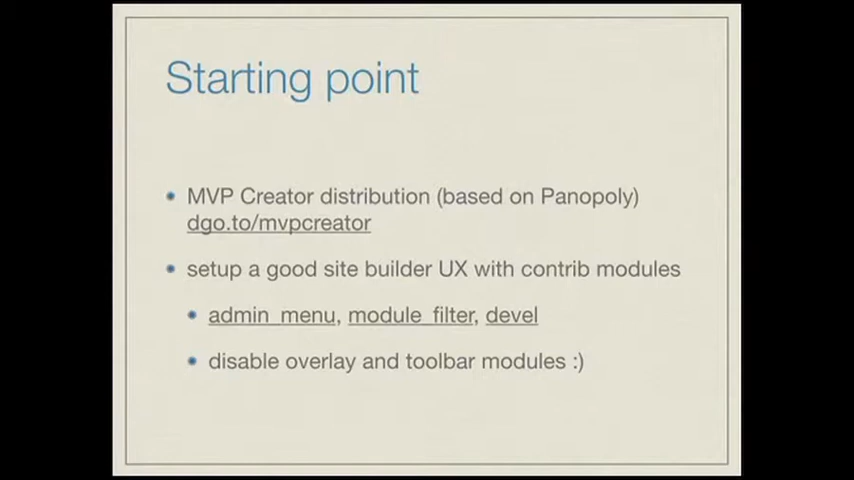 Starting point
MVP Creator distribution (based on Panopoly)
dgo.to/mvpcreator
setup a good site builder UX with contrib modules
admin_menu, module_filter, devel
disable overlay and toolbar modules :)